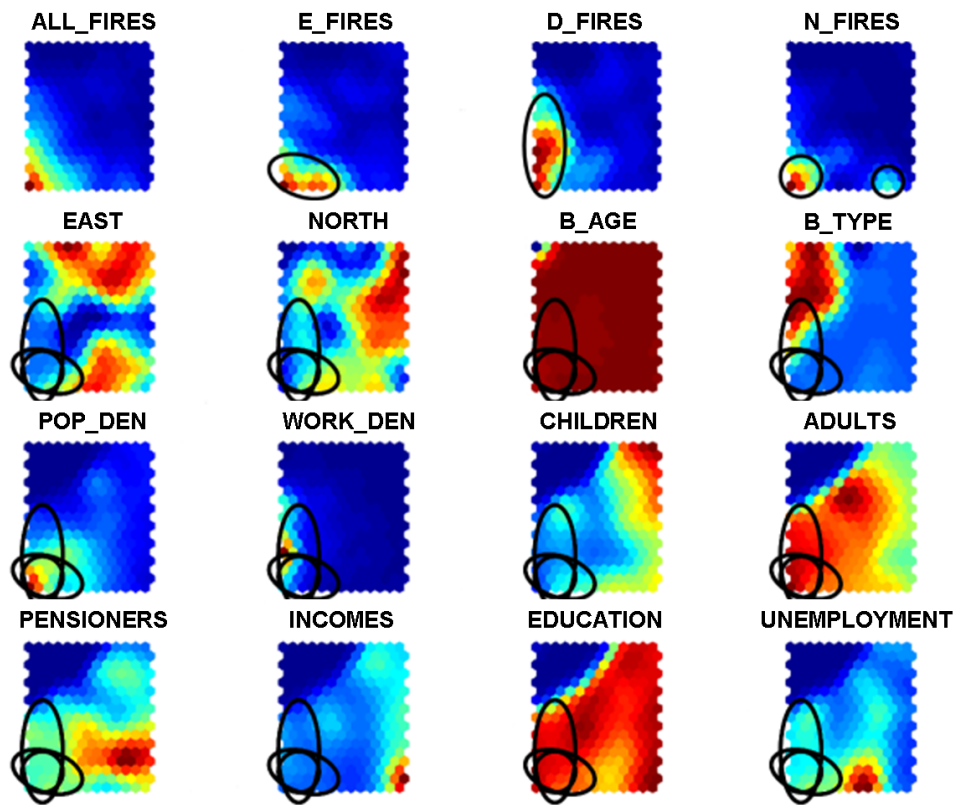 ALL_FIRES E_FIRES D_FIRES N_FIRES
EAST NORTH B_AGE B_TYPE
POP_DEN WORK_DEN CHILDREN ADULTS
PENSIONERS INCOMES EDUCATION UNEMPLOYMENT